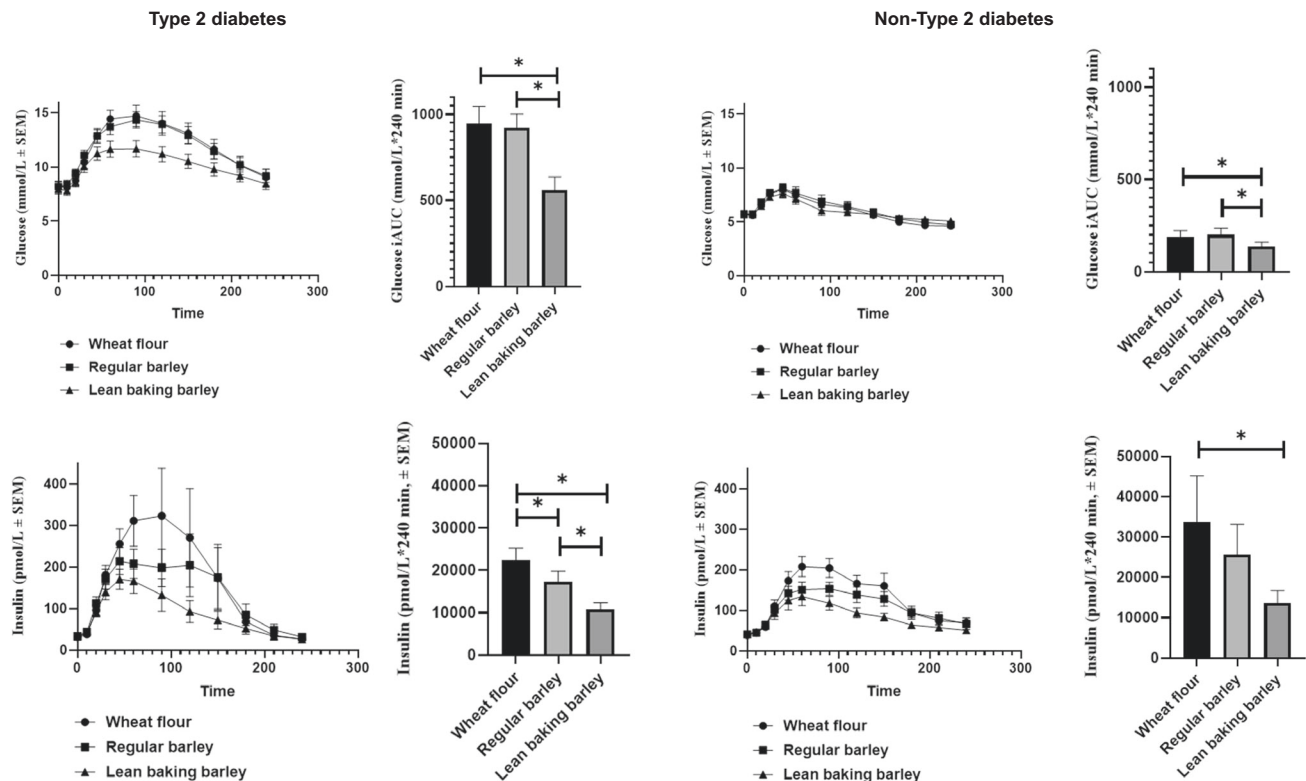 Type 2 diabetes
Non-Type 2 diabetes
Glucose (mmol/L ± SEM)
15
10
5
0
0
100
200
300
Time
Wheat flour
Regular barley
Lean baking barley
Glucose iAUC (mmol/L*240 min)
1000
500
0
*
*
Wheat flour
Regular barley
Lean baking barley
Glucose (mmol/L ± SEM)
15
10
5
0
0
100
200
300
Time
Wheat flour
Regular barley
Lean baking barley
Glucose iAUC (mmol/L*240 min)
1000
500
0
*
*
Wheat flour
Regular barley
Lean baking barley
Insulin (pmol/L ± SEM)
400
300
200
100
0
0
100
200
300
Time
Wheat flour
Regular barley
Lean baking barley
Insulin (pmol/L*240 min, ± SEM)
50000
40000
30000
20000
10000
0
*
*
*
Wheat flour
Regular barley
Lean baking barley
Insulin (pmol/L ± SEM)
400
300
200
100
0
0
100
200
300
Time
Wheat flour
Regular barley
Lean baking barley
Insulin (pmol/L*240 min, ± SEM)
50000
40000
30000
20000
10000
0
*
Wheat flour
Regular barley
Lean baking barley